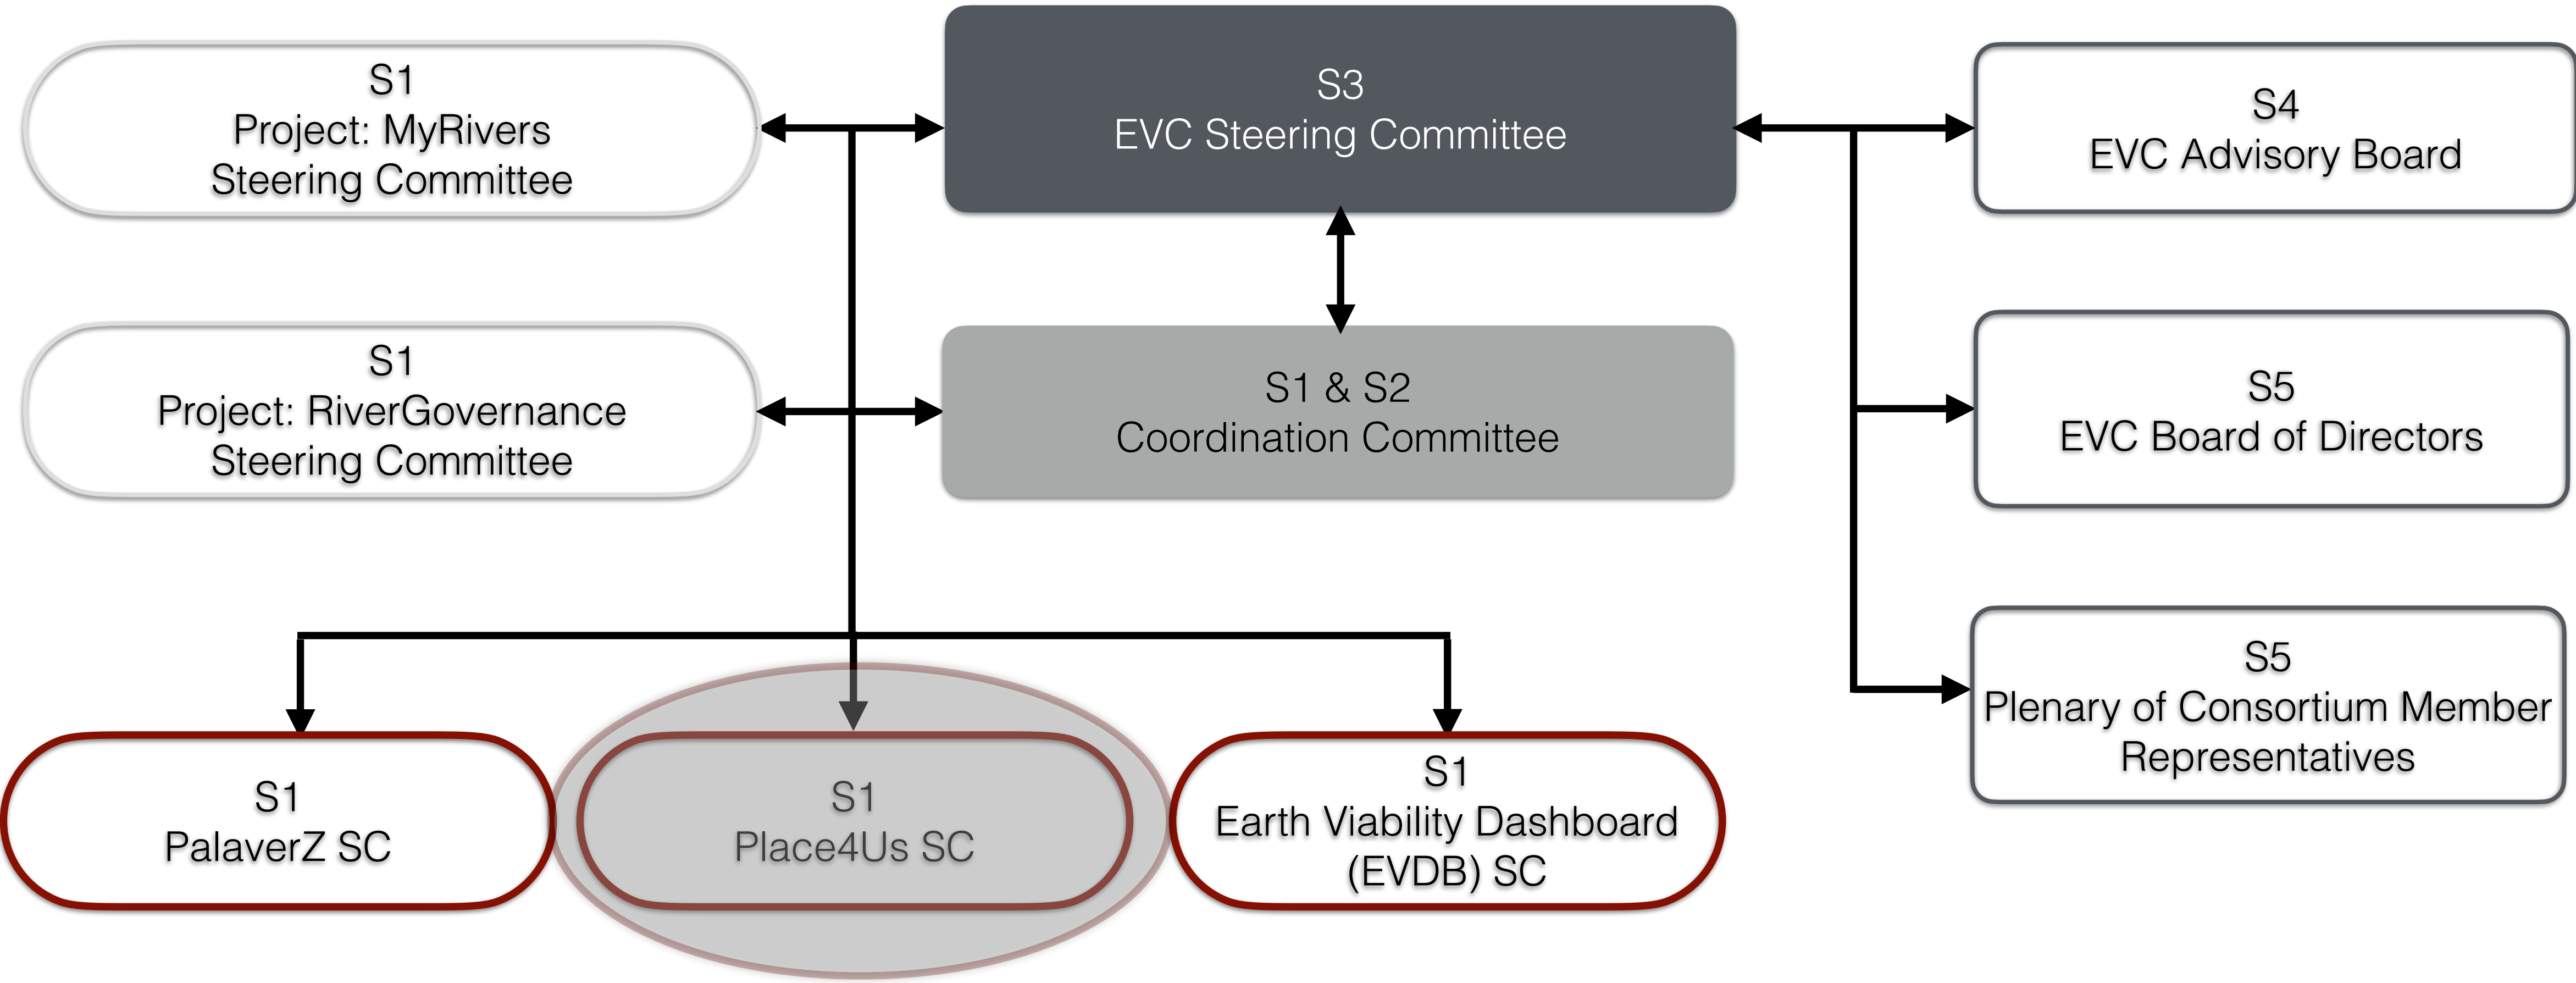 S1
Project: MyRivers
Steering Committee
S3
EVC Steering Committee
S4
EVC Advisory Board
S1
Project: RiverGovernance
Steering Committee
S1 & S2
Coordination Committee
S5
EVC Board of Directors
S5
Plenary of Consortium Member
Representatives
S1
PalaverZ SC
S1
Place4Us SC
S1
Earth Viability Dashboard
(EVDB) SC